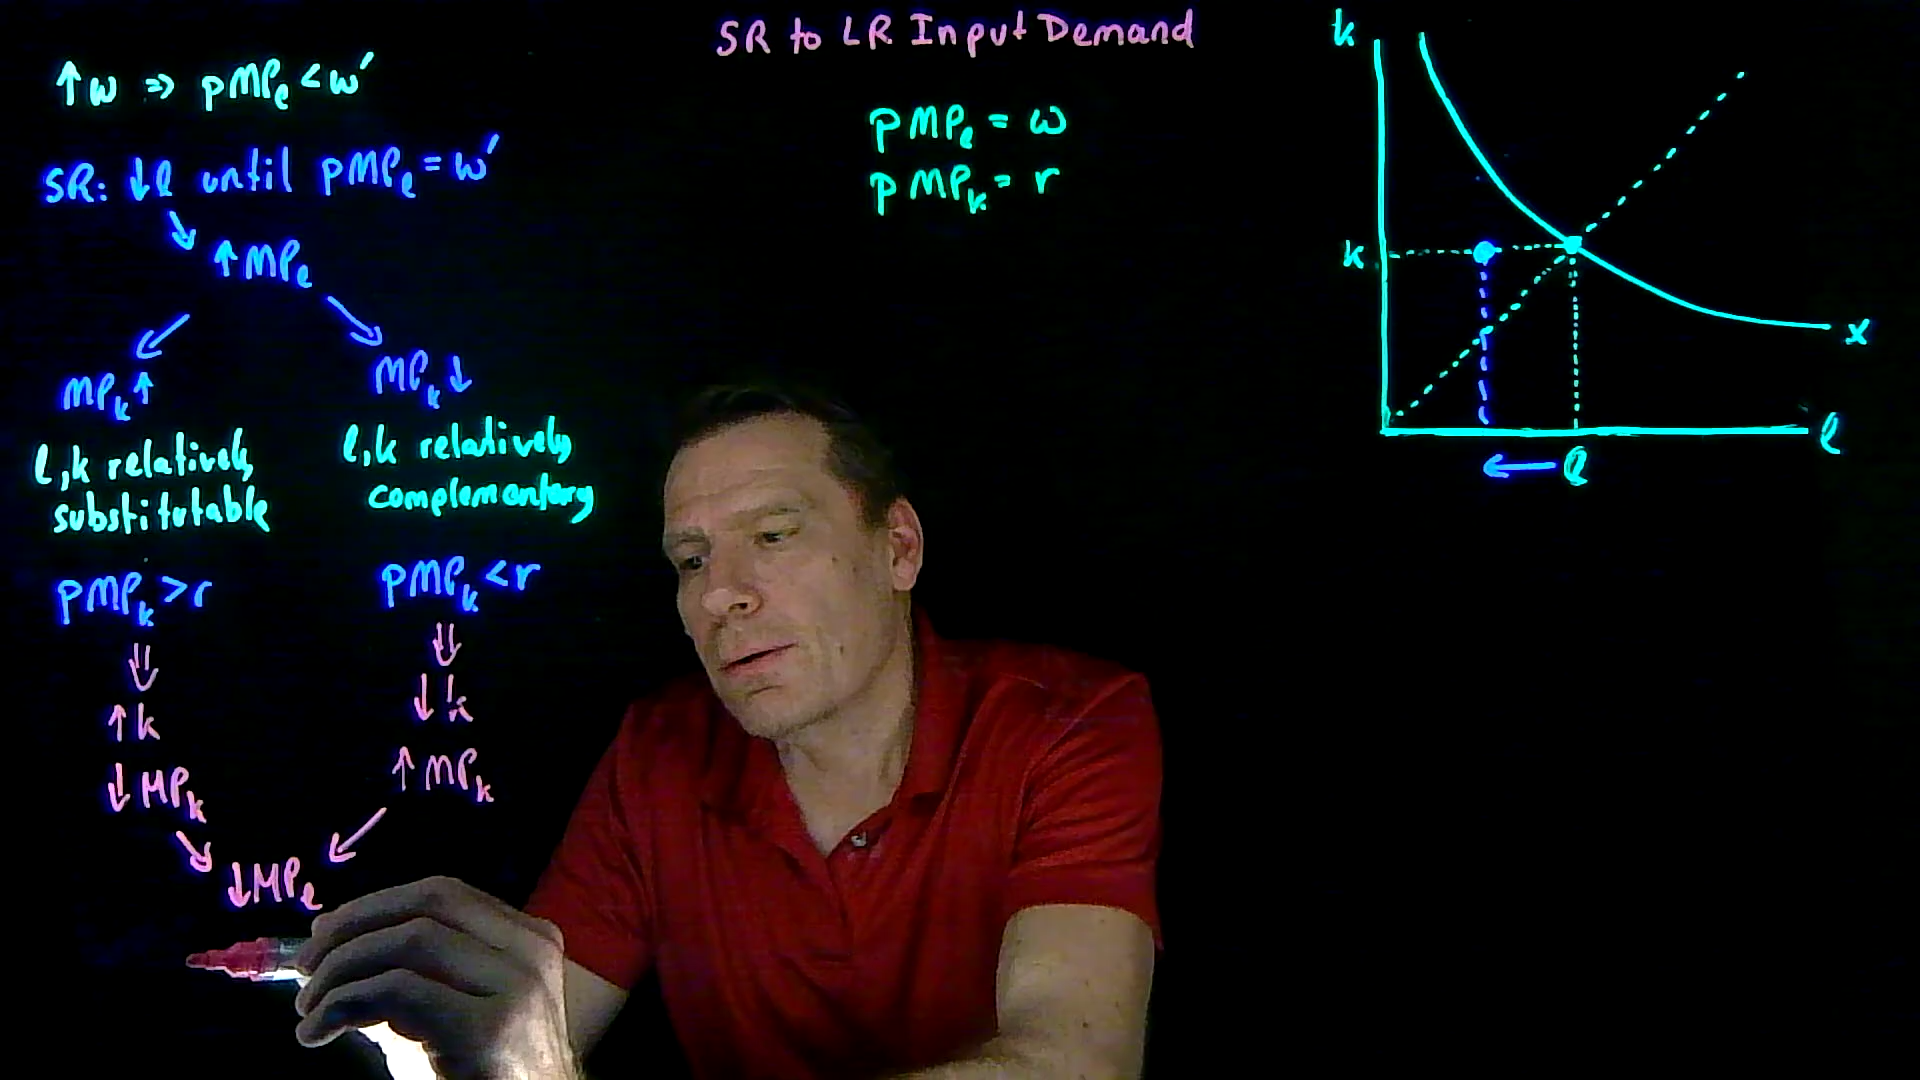 SR to LR Input Demand
↑w ⇒ pMPℓ < w'
SR: ↓ℓ until pMPℓ = w'
↑MPℓ
MPk↑
MPk↓
ℓ,k relatively
substitutable
ℓ,k relatively
complementary
pMPk > r
pMPk < r
⇓
⇓
↑k
↓k
↓MPk
↑MPk
↓MPℓ
pMPℓ = w
pMPk = r
k
k
x
ℓ
← ℓ